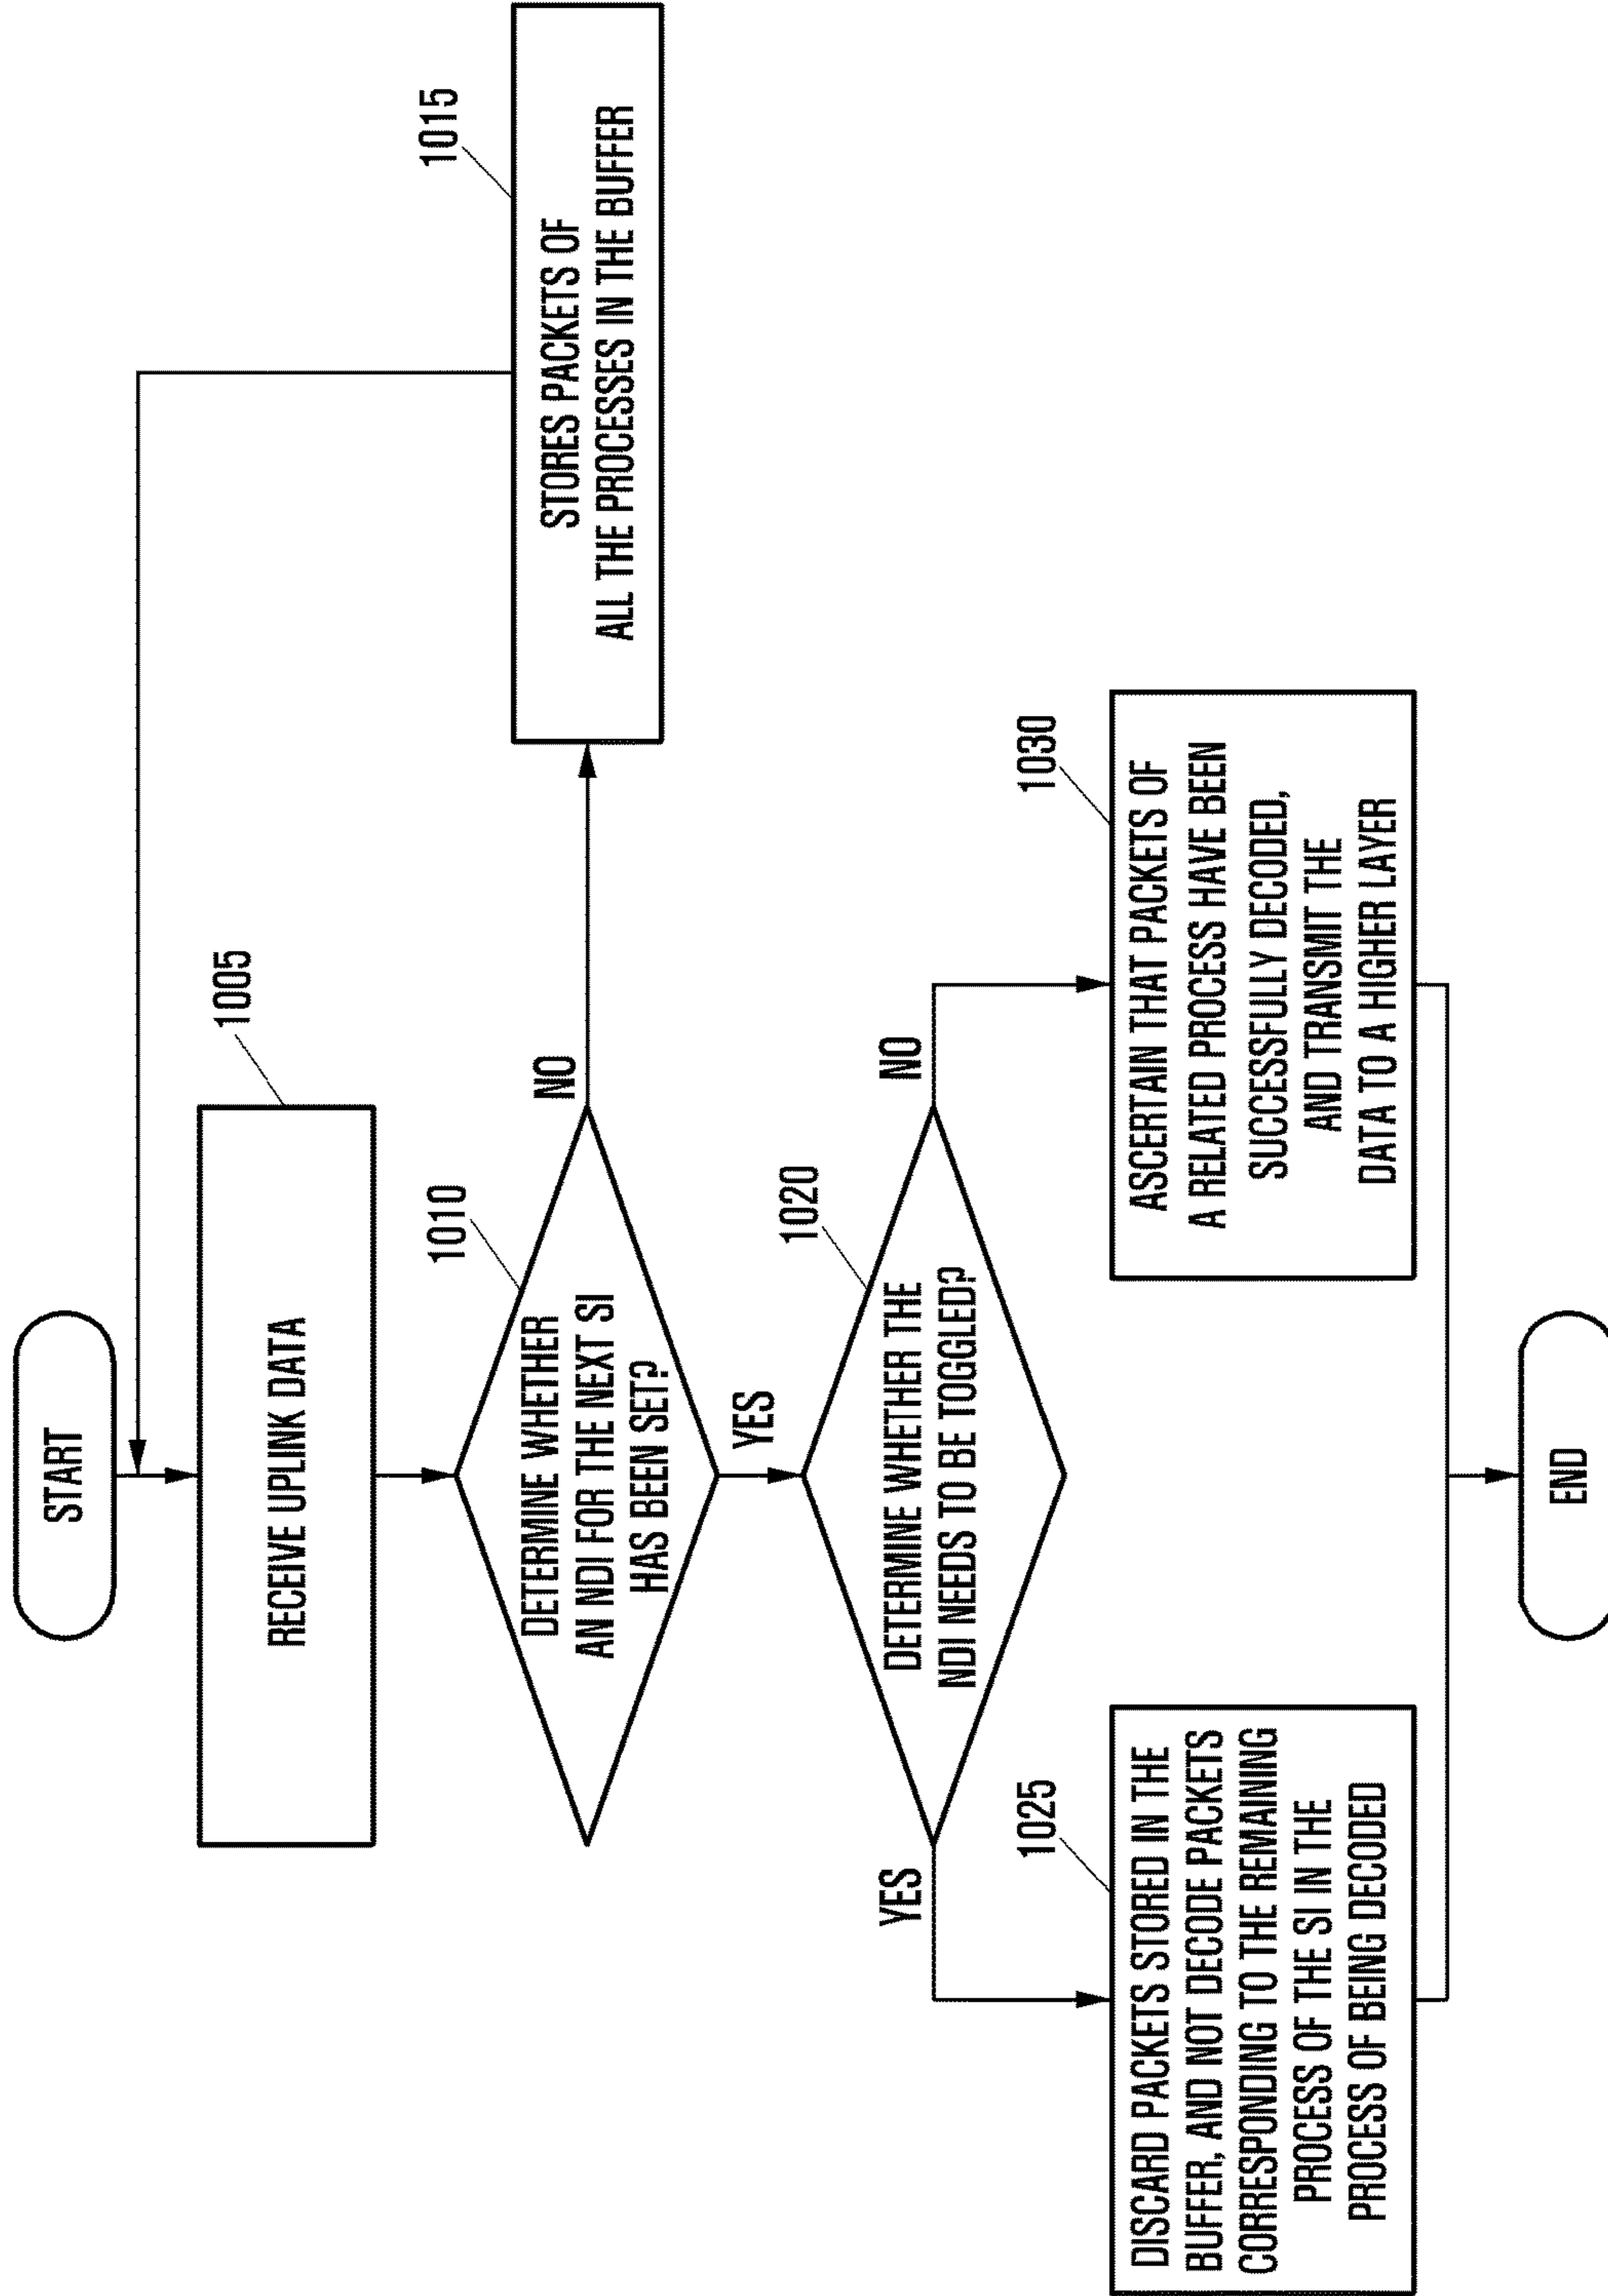 START
1005
RECEIVE UPLINK DATA
1010
DETERMINE WHETHER
AN NDI FOR THE NEXT SI
HAS BEEN SET?
NO
1015
STORES PACKETS OF
ALL THE PROCESSES IN THE BUFFER
YES
1020
DETERMINE WHETHER THE
NDI NEEDS TO BE TOGGLED?
YES
NO
1025
DISCARD PACKETS STORED IN THE
BUFFER, AND NOT DECODE PACKETS
CORRESPONDING TO THE REMAINING
PROCESS OF THE SI IN THE
PROCESS OF BEING DECODED
1030
ASCERTAIN THAT PACKETS OF
A RELATED PROCESS HAVE BEEN
SUCCESSFULLY DECODED,
AND TRANSMIT THE
DATA TO A HIGHER LAYER
END